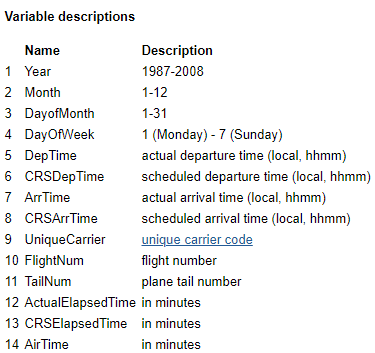 Variable descriptions
Name Description
1 Year 1987-2008
2 Month 1-12
3 DayofMonth 1-31
4 DayOfWeek 1 (Monday) - 7 (Sunday)
5 DepTime actual departure time (local, hhmm)
6 CRSDepTime scheduled departure time (local, hhmm)
7 ArrTime actual arrival time (local, hhmm)
8 CRSArrTime scheduled arrival time (local, hhmm)
9 UniqueCarrier unique carrier code
10 FlightNum flight number
11 TailNum plane tail number
12 ActualElapsedTime in minutes
13 CRSElapsedTime in minutes
14 AirTime in minutes